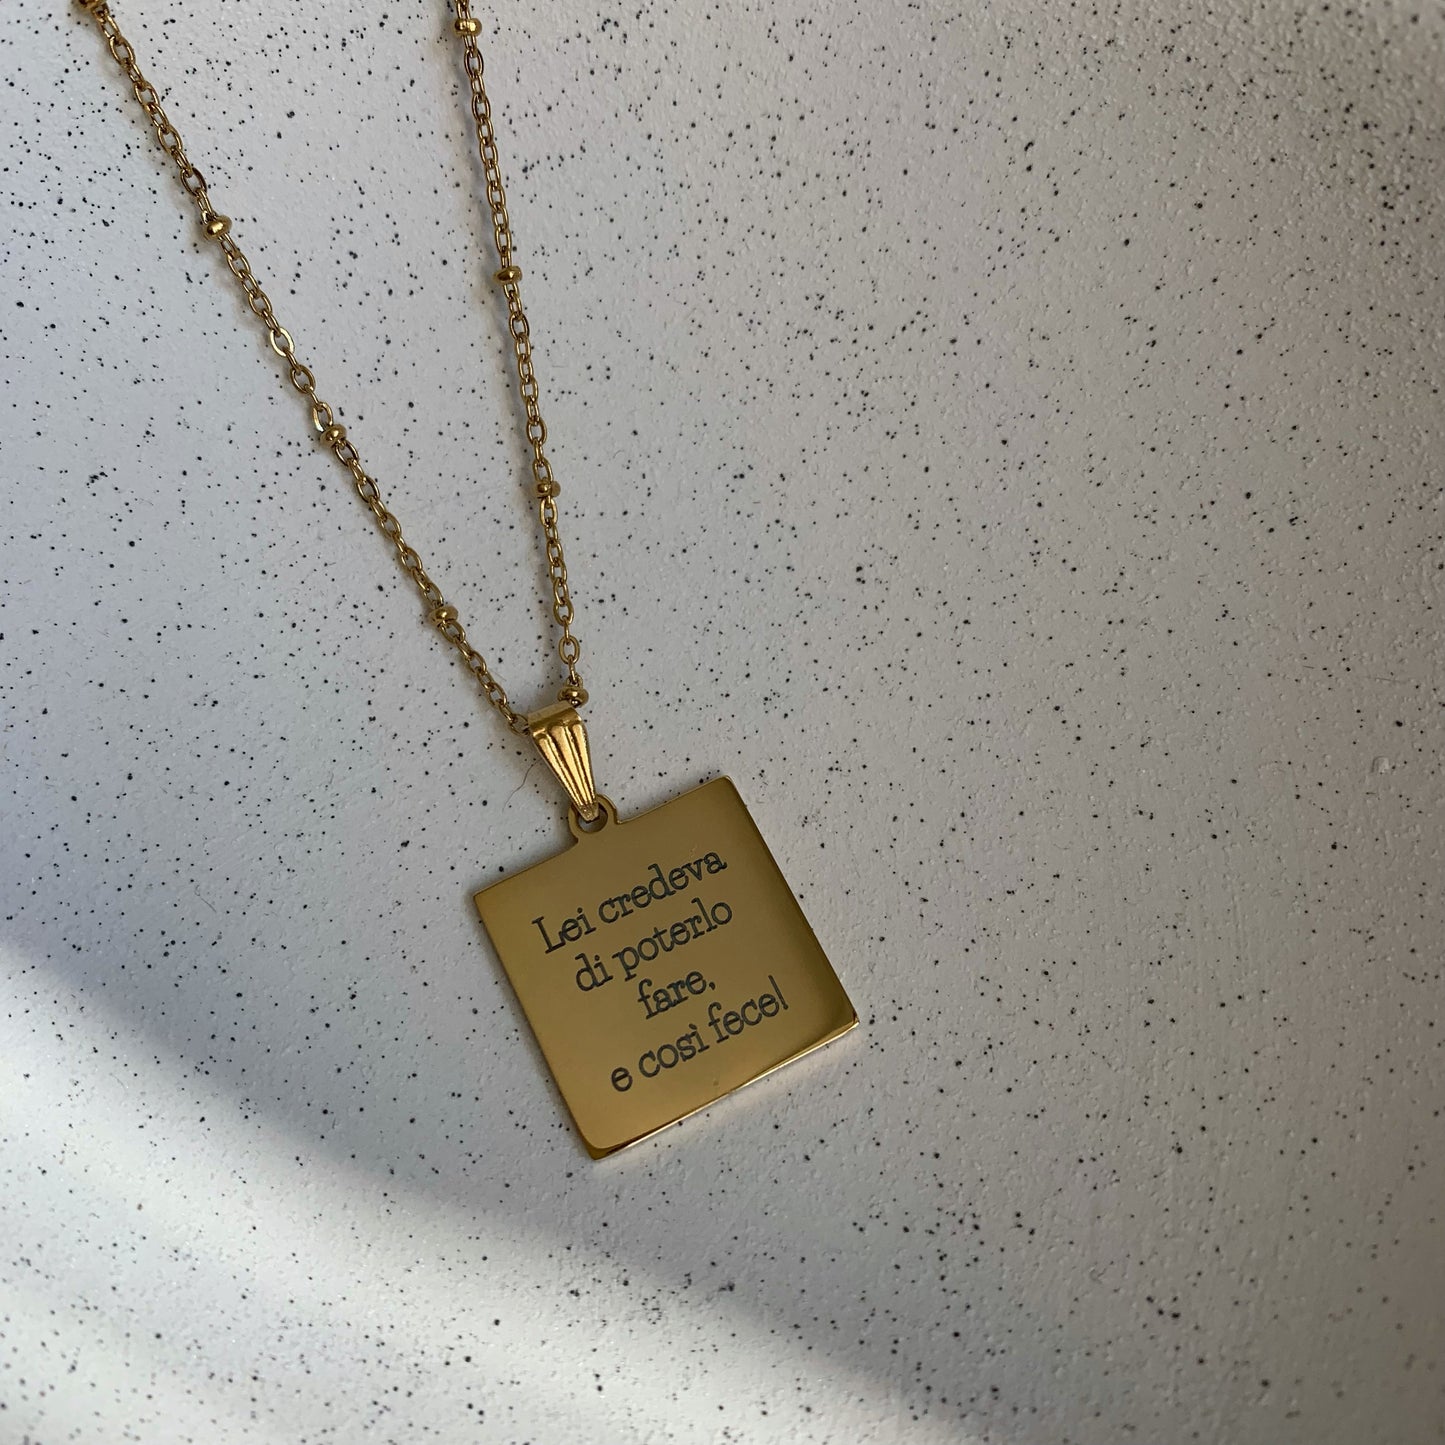 Lei credeva
di poterlo
fare,
e così fece!